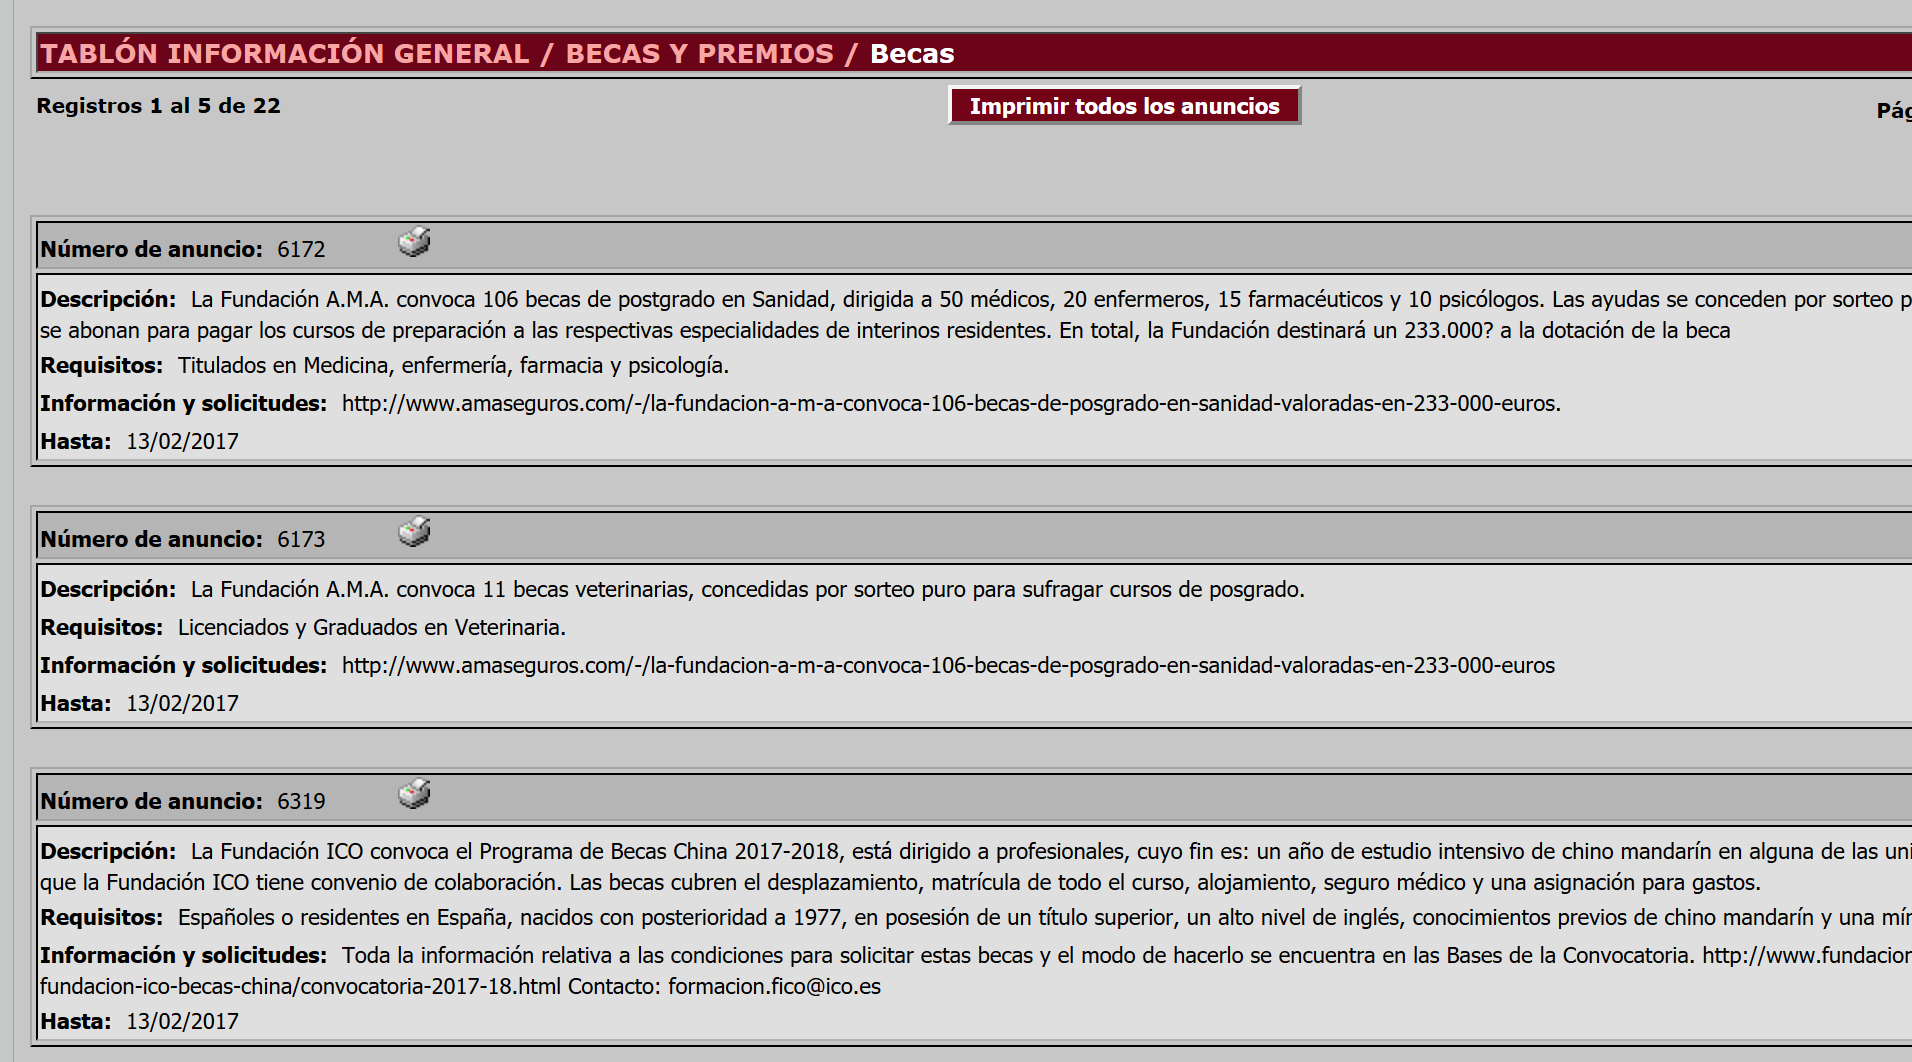 TABLÓN INFORMACIÓN GENERAL / BECAS Y PREMIOS / Becas
Registros 1 al 5 de 22
Imprimir todos los anuncios
Número de anuncio: 6172
Descripción: La Fundación A.M.A. convoca 106 becas de postgrado en Sanidad, dirigida a 50 médicos, 20 enfermeros, 15 farmacéuticos y 10 psicólogos. Las ayudas se conceden por sorteo
se abonan para pagar los cursos de preparación a las respectivas especialidades de interinos residentes. En total, la Fundación destinará un 233.000? a la dotación de la beca
Requisitos: Titulados en Medicina, enfermería, farmacia y psicología.
Información y solicitudes: http://www.amaseguros.com/-/la-fundacion-a-m-a-convoca-106-becas-de-posgrado-en-sanidad-valoradas-en-233-000-euros.
Hasta: 13/02/2017
Número de anuncio: 6173
Descripción: La Fundación A.M.A. convoca 11 becas veterinarias, concedidas por sorteo puro para sufragar cursos de posgrado.
Requisitos: Licenciados y Graduados en Veterinaria.
Información y solicitudes: http://www.amaseguros.com/-/la-fundacion-a-m-a-convoca-106-becas-de-posgrado-en-sanidad-valoradas-en-233-000-euros
Hasta: 13/02/2017
Número de anuncio: 6319
Descripción: La Fundación ICO convoca el Programa de Becas China 2017-2018, está dirigido a profesionales, cuyo fin es: un año de estudio intensivo de chino mandarín en alguna de las
que la Fundación ICO tiene convenio de colaboración. Las becas cubren el desplazamiento, matrícula de todo el curso, alojamiento, seguro médico y una asignación para gastos.
Requisitos: Españoles o residentes en España, nacidos con posterioridad a 1977, en posesión de un título superior, un alto nivel de inglés, conocimientos previos de chino mandarín y una
Información y solicitudes: Toda la información relativa a las condiciones para solicitar estas becas y el modo de hacerlo se encuentra en las Bases de la Convocatoria. http://www.fundacion
fundacion-ico-becas-china/convocatoria-2017-18.html Contacto: formacion.fico@ico.es
Hasta: 13/02/2017